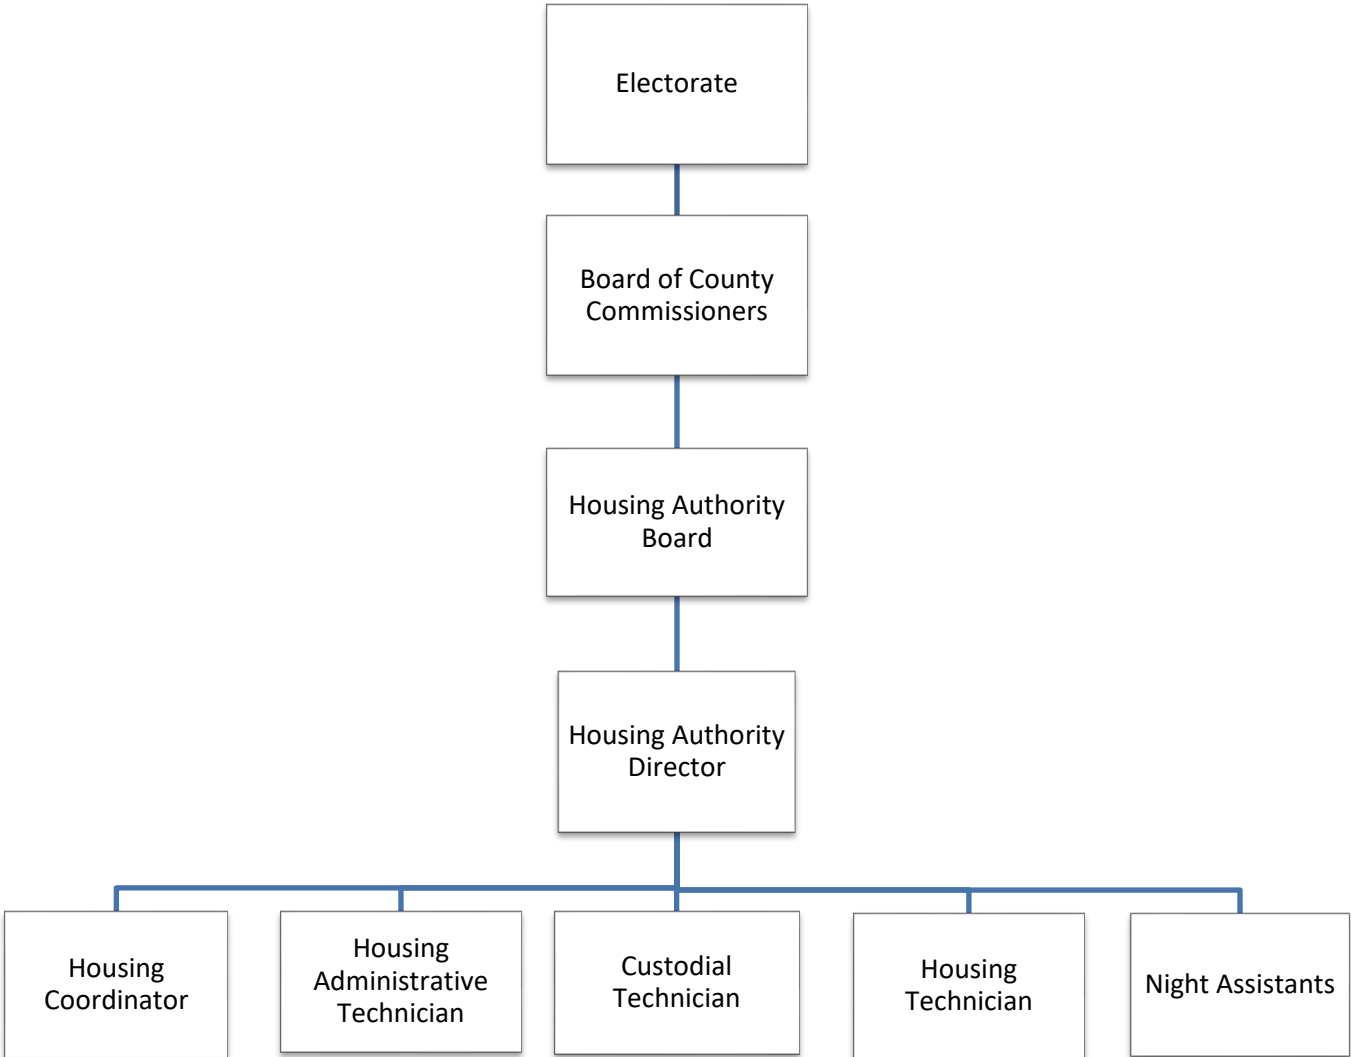 Electorate
Board of County
Commissioners
Housing Authority
Board
Housing Authority
Director
Housing
Coordinator
Housing
Administrative
Technician
Custodial
Technician
Housing
Technician
Night Assistants